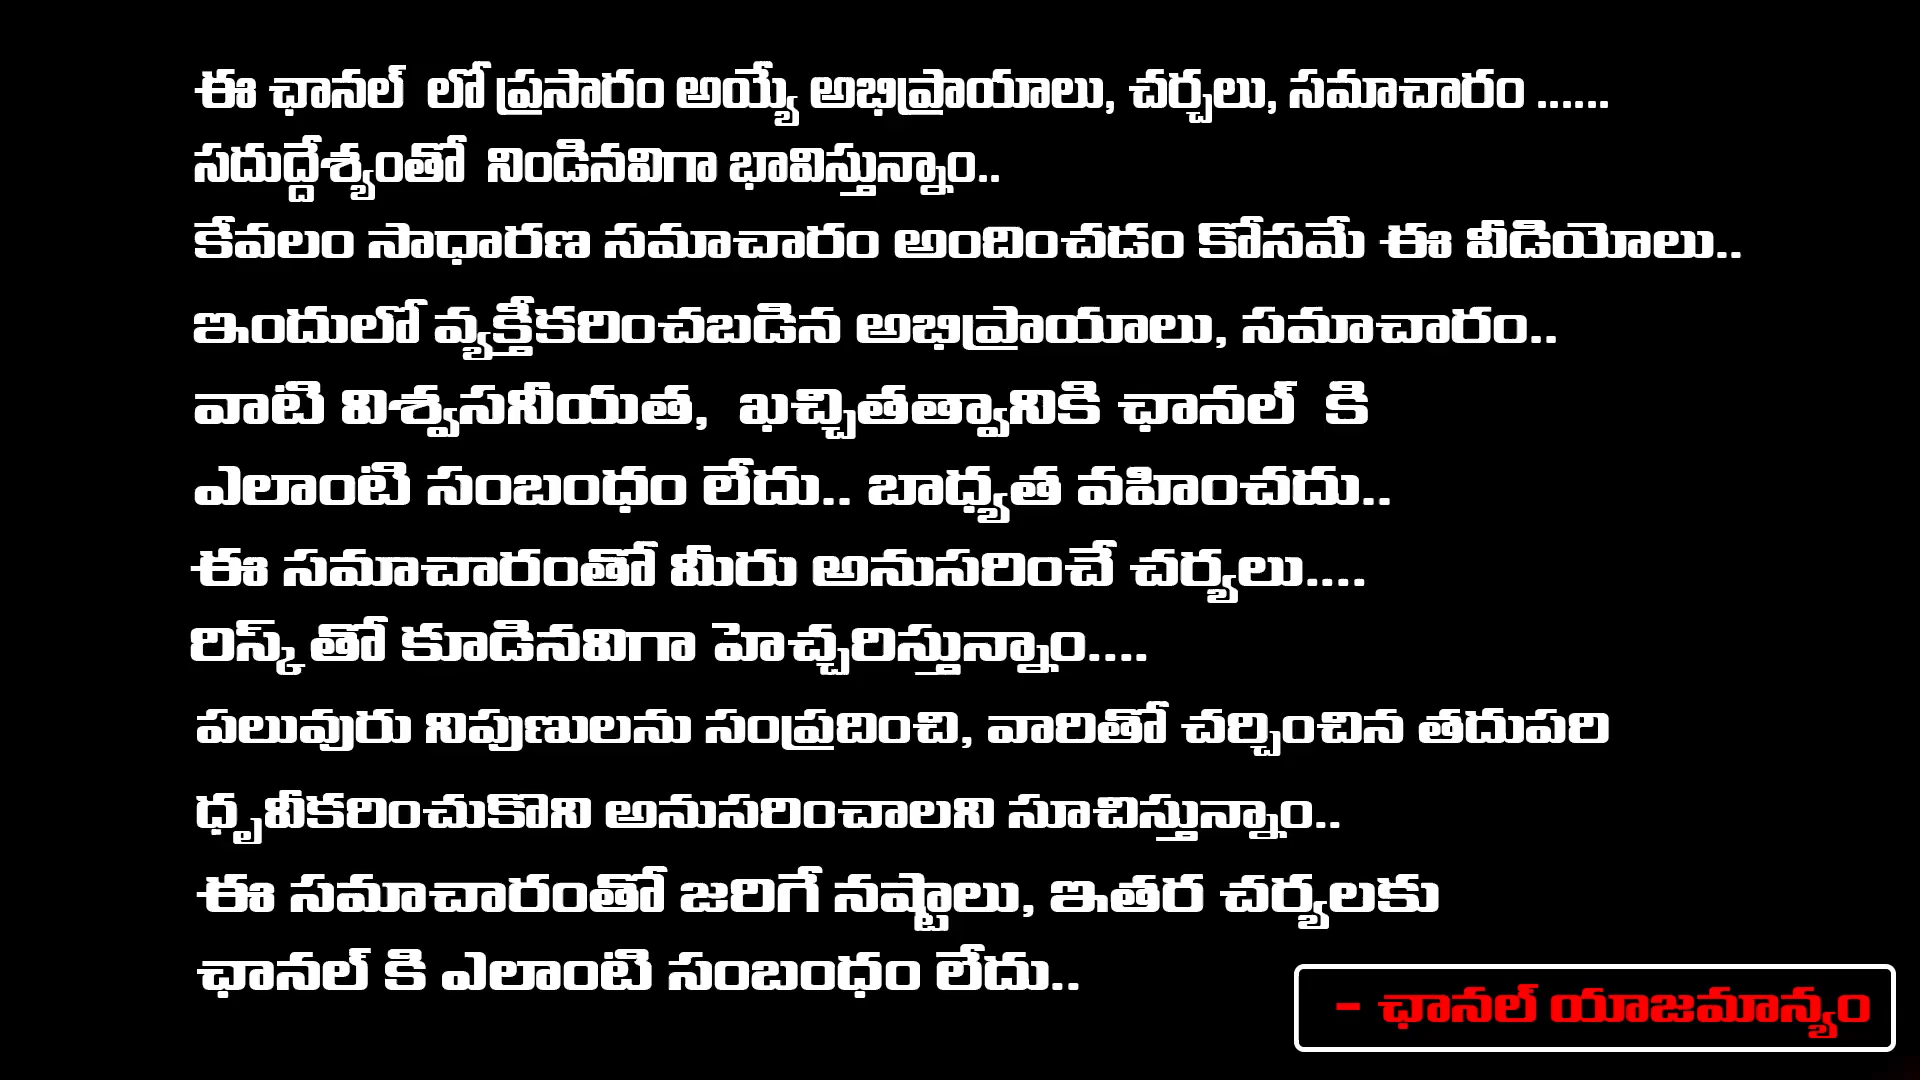 ఈ ఛానల్ లో ప్రసారం అయ్యే అభిప్రాయాలు, చర్చలు, సమాచారం ......
సదుద్దేశ్యంతో నిండినవిగా భావిస్తున్నాం..
కేవలం సాధారణ సమాచారం అందించడం కోసమే ఈ వీడియోలు..
ఇందులో వ్యక్తీకరించబడిన అభిప్రాయాలు, సమాచారం..
వాటి విశ్వసనీయత, ఖచ్చితత్వానికి ఛానల్ కి
ఎలాంటి సంబంధం లేదు.. బాధ్యత వహించదు..
ఈ సమాచారంతో మీరు అనుసరించే చర్యలు....
రిస్క్ తో కూడినవిగా హెచ్చరిస్తున్నాం....
పలువురు నిపుణులను సంప్రదించి, వారితో చర్చించిన తదుపరి
ధృవీకరించుకొని అనుసరించాలని సూచిస్తున్నాం..
ఈ సమాచారంతో జరిగే నష్టాలు, ఇతర చర్యలకు
ఛానల్ కి ఎలాంటి సంబంధం లేదు..
- ఛానల్ యాజమాన్యం